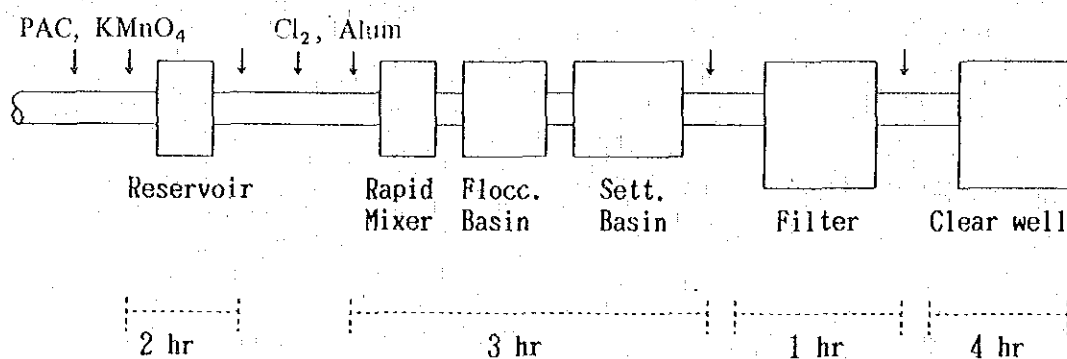 PAC, KMnO₄ Cl₂, Alum
Reservoir Rapid Flocc. Sett. Filter Clear well
Mixer Basin Basin
2 hr 3 hr 1 hr 4 hr